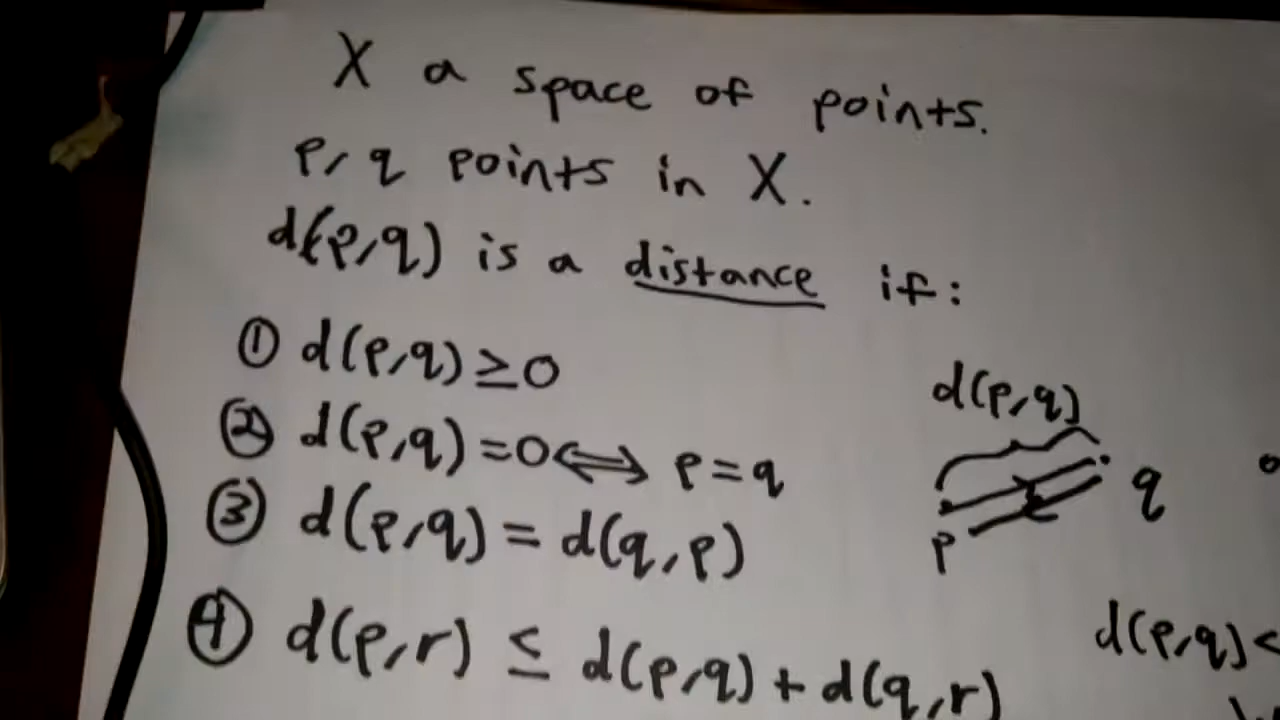 X a space of points.
p, q points in X.
d(p,q) is a distance if:
① d(p,q) ≥ 0
② d(p,q) = 0 ⟺ p = q
③ d(p,q) = d(q,p)
④ d(p,r) ≤ d(p,q) + d(q,r)
d(p,q)
q
p
d(p,q) <